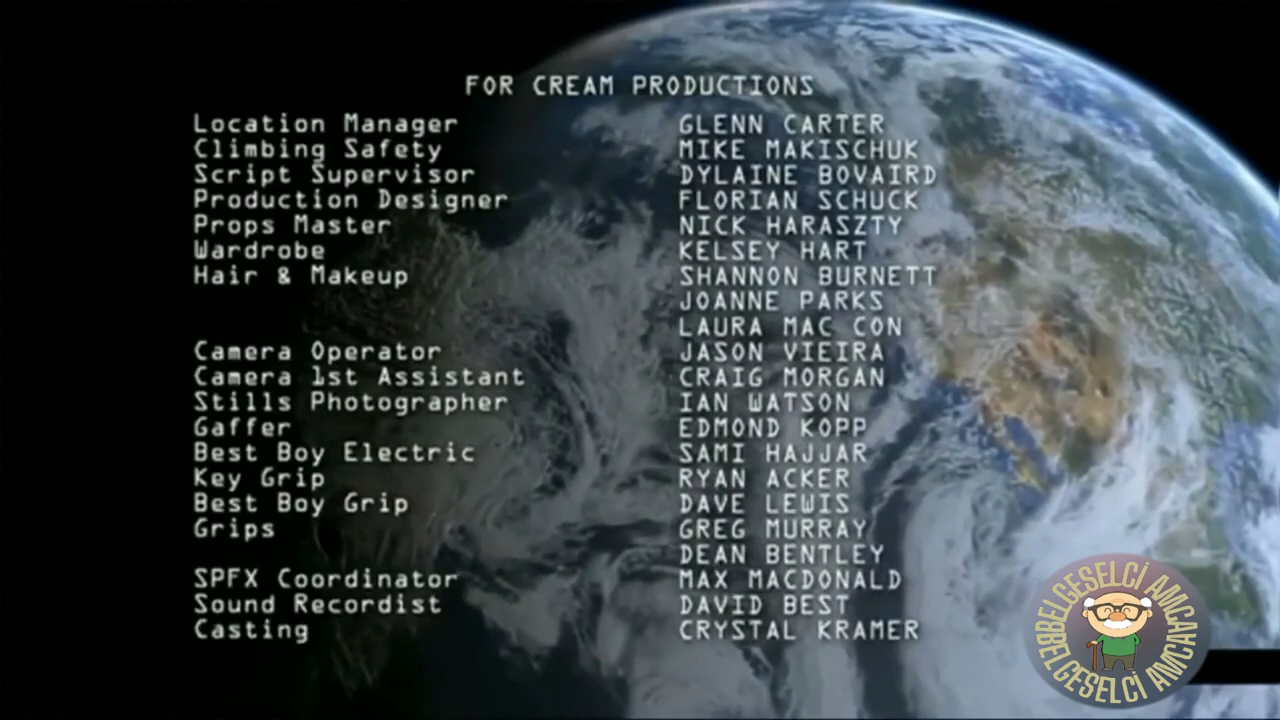 FOR CREAM PRODUCTIONS
Location Manager GLENN CARTER
Climbing Safety MIKE MAKISCHUK
Script Supervisor DYLAINE BOVAIRD
Production Designer FLORIAN SCHUCK
Props Master NICK HARASZTY
Wardrobe KELSEY HART
Hair & Makeup SHANNON BURNETT
JOANNE PARKS
LAURA MAC CON
Camera Operator JASON VIEIRA
Camera 1st Assistant CRAIG MORGAN
Stills Photographer IAN WATSON
Gaffer EDMOND KOPP
Best Boy Electric SAMI HAJJAR
Key Grip RYAN ACKER
Best Boy Grip DAVE LEWIS
Grips GREG MURRAY
DEAN BENTLEY
SPFX Coordinator MAX MACDONALD
Sound Recordist DAVID BEST
Casting CRYSTAL KRAMER
BELGESELCİ AMCA
BELGESELCİ AMCA